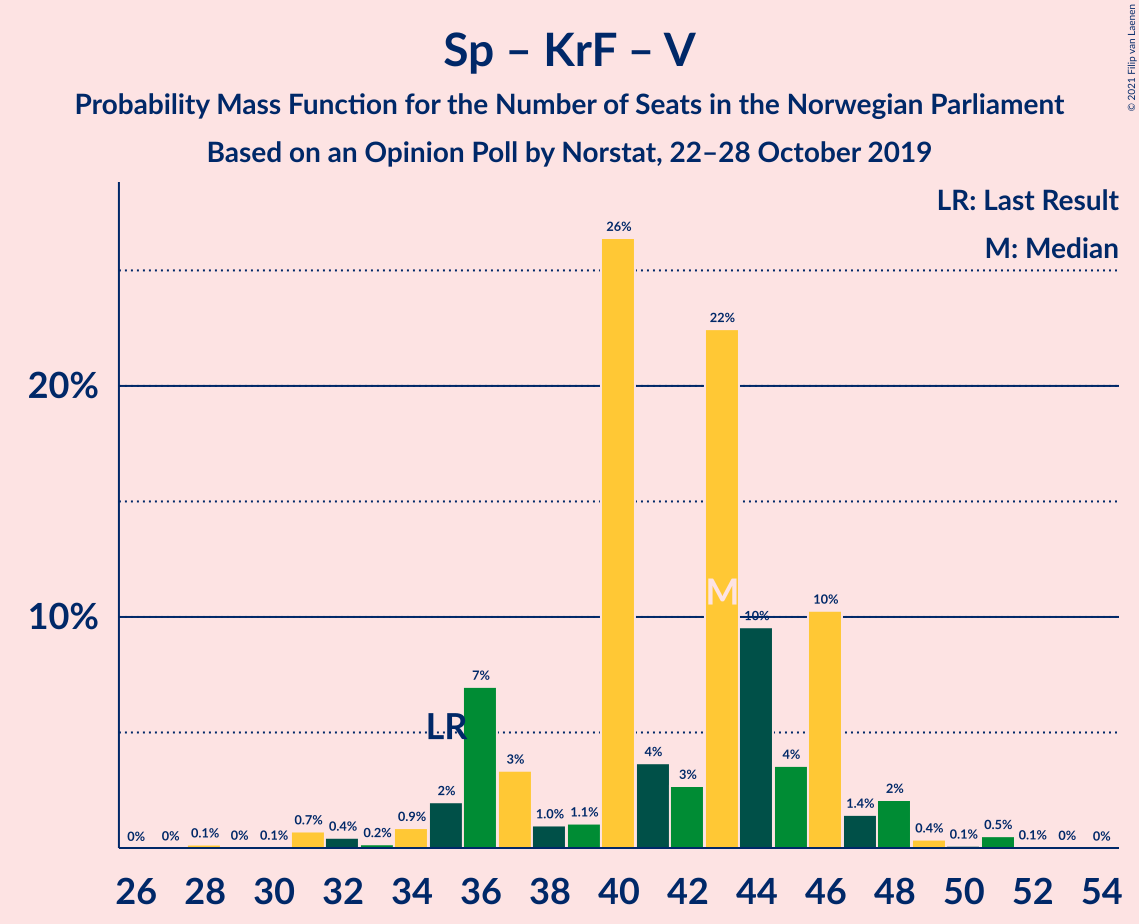 Sp – KrF – V
Probability Mass Function for the Number of Seats in the Norwegian Parliament
Based on an Opinion Poll by Norstat, 22–28 October 2019
© 2021 Filip van Laenen
LR: Last Result
M: Median
20%
10%
0% 0% 0.1% 0% 0.1% 0.7% 0.4% 0.2% 0.9% 2% 7% 3% 1.0% 1.1% 26% 4% 3% 22% 10% 4% 10% 1.4% 2% 0.4% 0.1% 0.5% 0.1% 0% 0%
LR
M
26 28 30 32 34 36 38 40 42 44 46 48 50 52 54